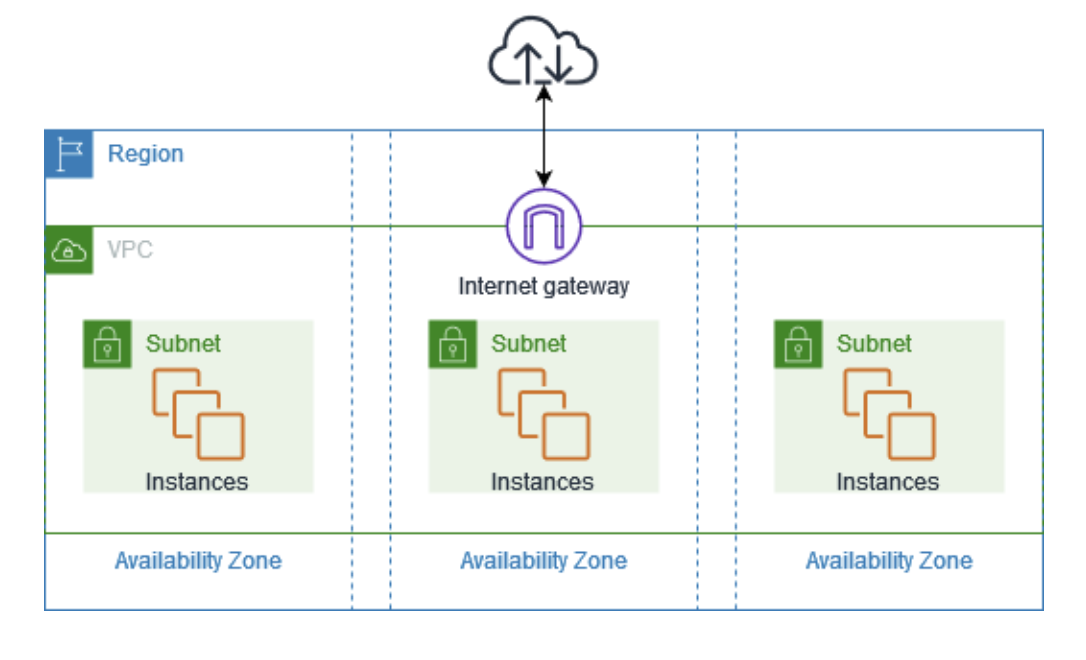 Region
VPC
Internet gateway
Subnet
Subnet
Subnet
Instances
Instances
Instances
Availability Zone
Availability Zone
Availability Zone